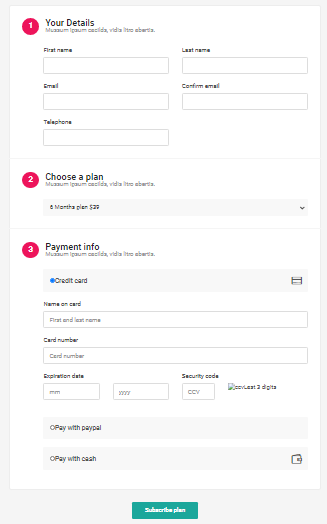 1
Your Details
Mussum ipsum cacilds, vidis litro abertis.
First name
Last name
Email
Confirm email
Telephone
2
Choose a plan
Mussum ipsum cacilds, vidis litro abertis.
6 Months plan $39
3
Payment info
Mussum ipsum cacilds, vidis litro abertis.
Credit card
Name on card
First and last name
Card number
Card number
Expiration date
Security code
mm
yyyy
CCV
ccvLast 3 digits
Pay with paypal
Pay with cash
Subscribe plan